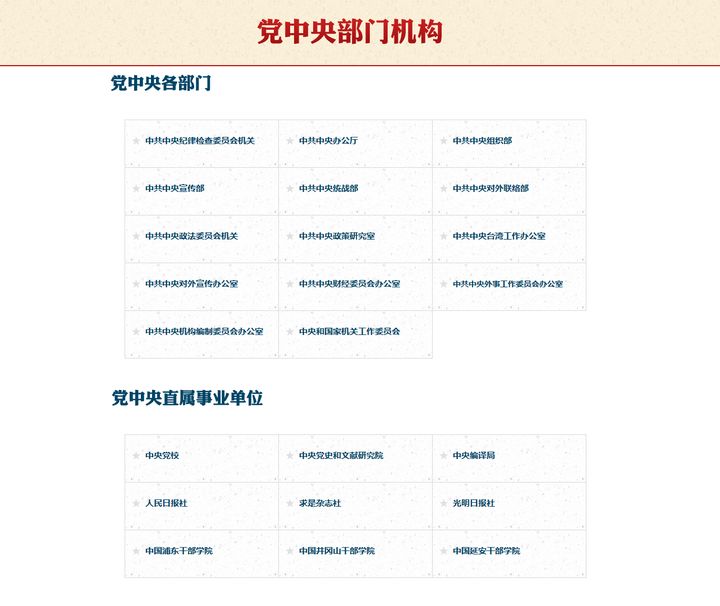 党中央部门机构
党中央各部门
中共中央纪律检查委员会机关
中共中央办公厅
中共中央组织部
中共中央宣传部
中共中央统战部
中共中央对外联络部
中共中央政法委员会机关
中共中央政策研究室
中共中央台湾工作办公室
中共中央对外宣传办公室
中共中央财经委员会办公室
中共中央外事工作委员会办公室
中共中央机构编制委员会办公室
中央和国家机关工作委员会
党中央直属事业单位
中央党校
中央党史和文献研究院
中央编译局
人民日报社
求是杂志社
光明日报社
中国浦东干部学院
中国井冈山干部学院
中国延安干部学院